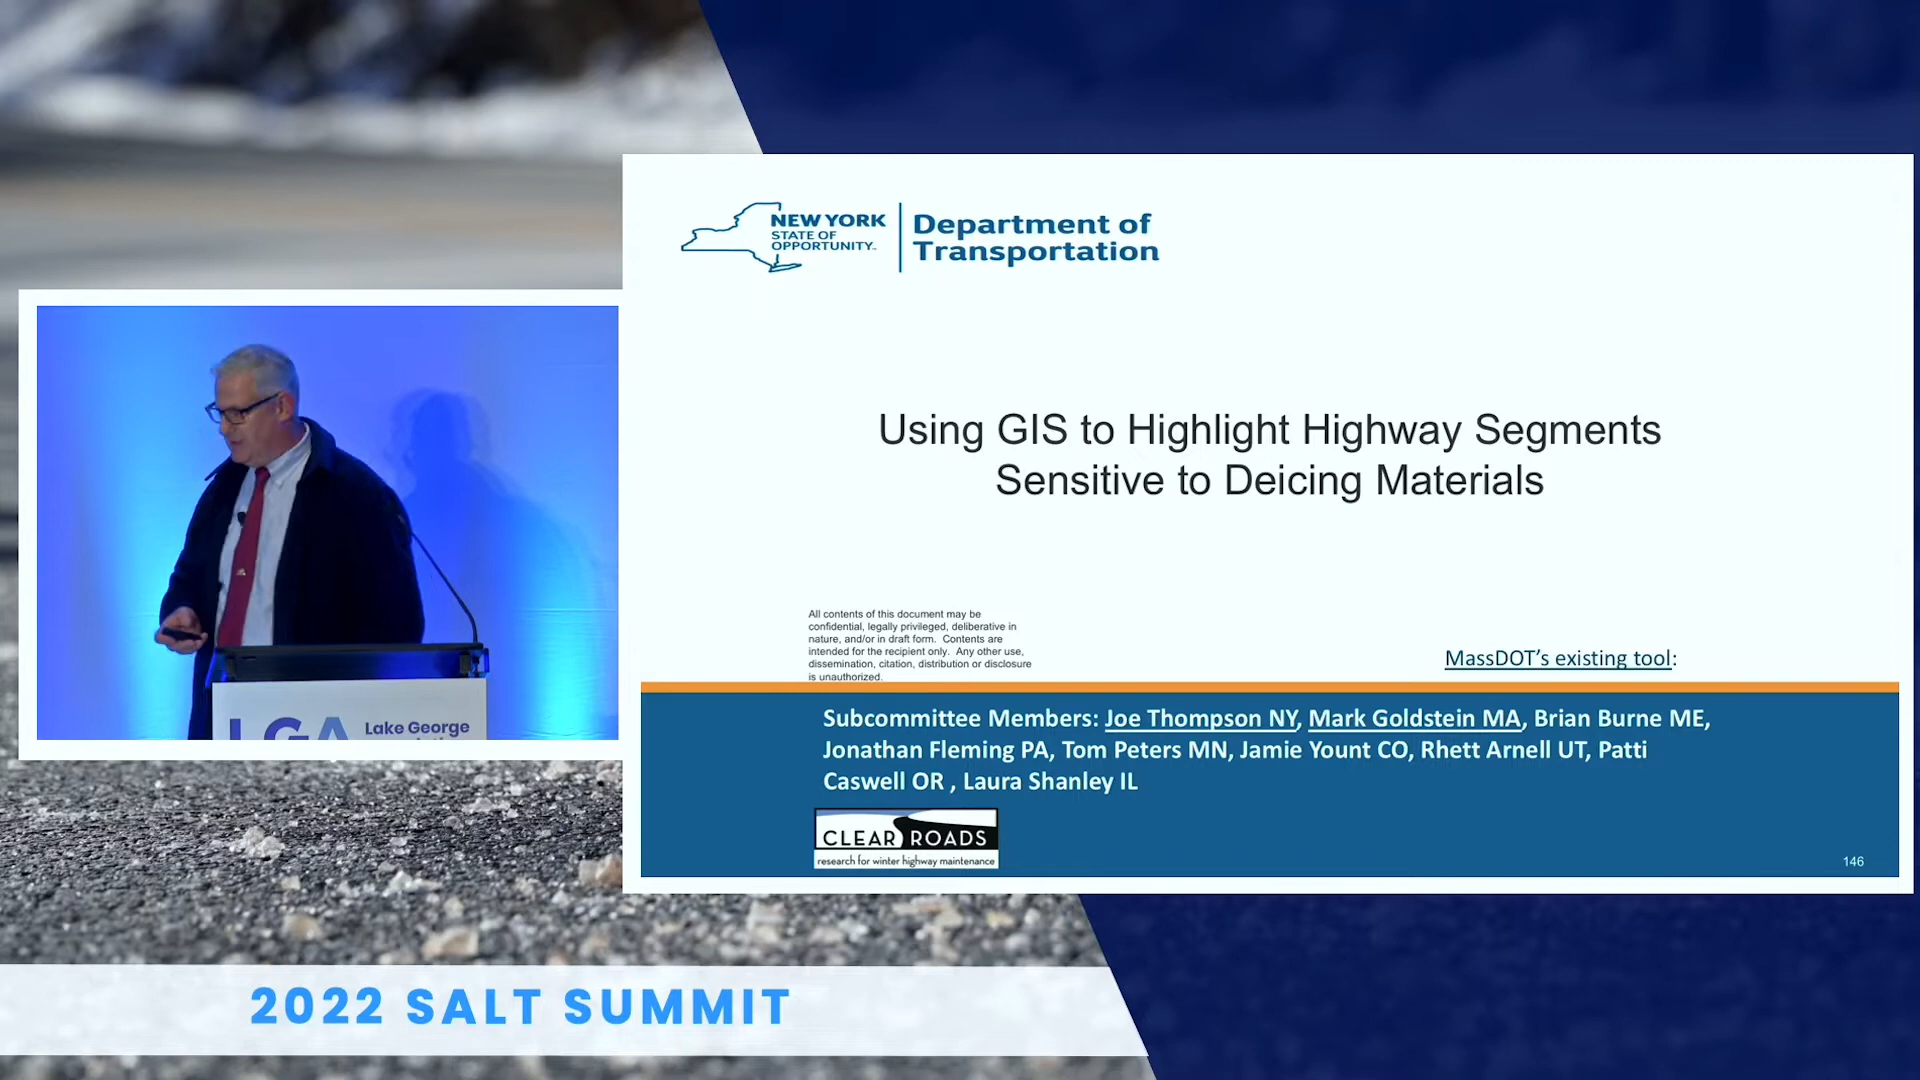 NEW YORK
STATE OF
OPPORTUNITY™
Department of
Transportation
Using GIS to Highlight Highway Segments
Sensitive to Deicing Materials
All contents of this document may be
confidential, legally privileged, deliberative in
nature, and/or in draft form. Contents are
intended for the recipient only. Any other use,
dissemination, citation, distribution or disclosure
is unauthorized.
MassDOT’s existing tool:
Subcommittee Members: Joe Thompson NY, Mark Goldstein MA, Brian Burne ME,
Jonathan Fleming PA, Tom Peters MN, Jamie Yount CO, Rhett Arnell UT, Patti
Caswell OR , Laura Shanley IL
CLEAR ROADS
research for winter highway maintenance
146
LGA
Lake George
2022 SALT SUMMIT